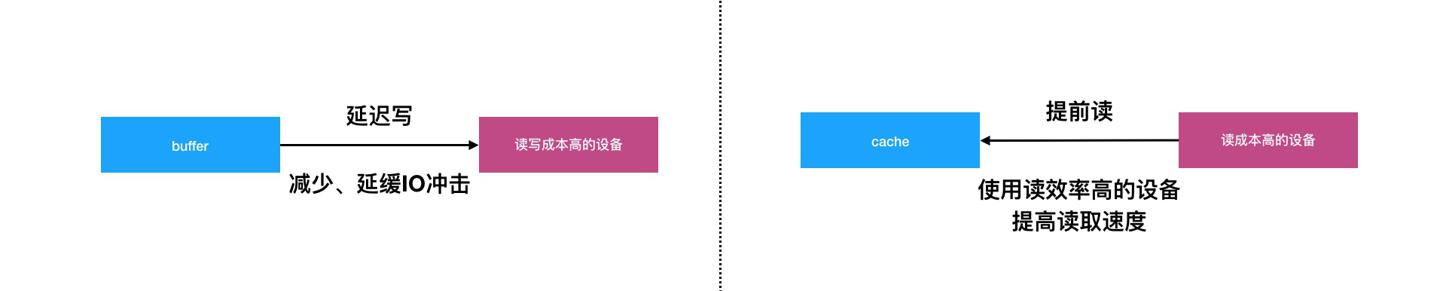 延迟写
buffer
读写成本高的设备
减少、延缓IO冲击
提前读
cache
读成本高的设备
使用读效率高的设备
提高读取速度